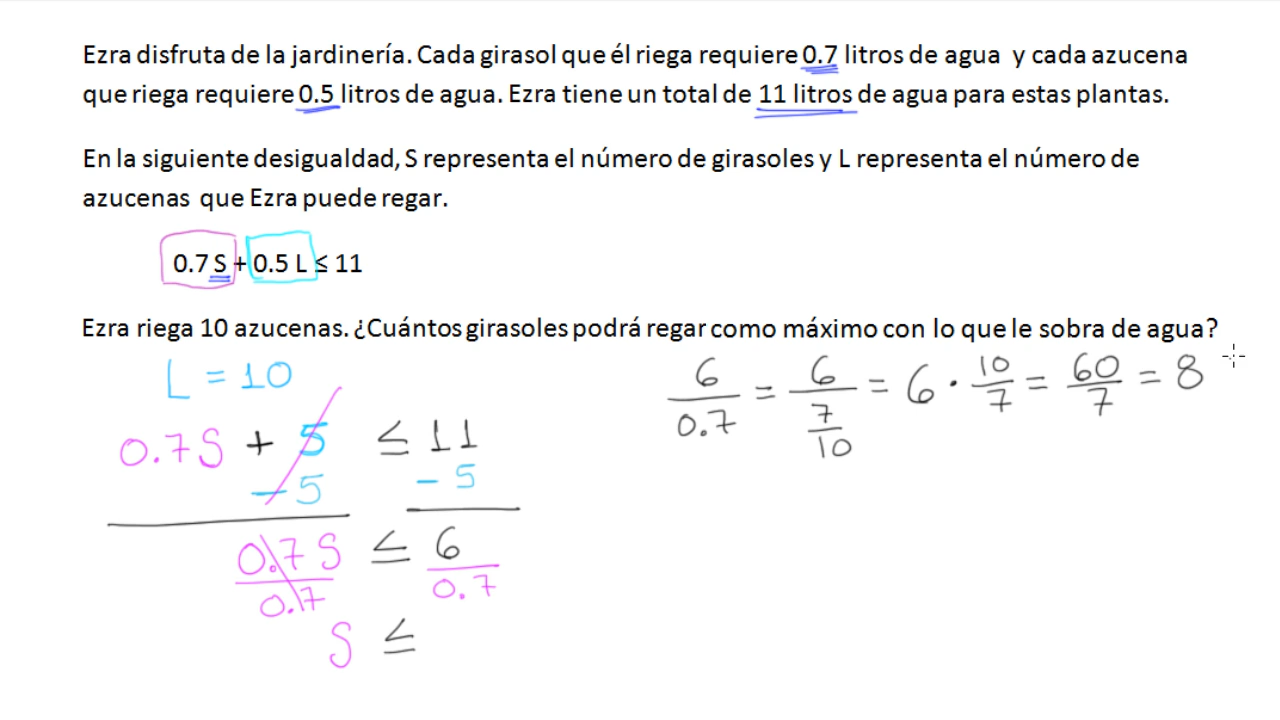 Ezra disfruta de la jardinería. Cada girasol que él riega requiere 0.7 litros de agua y cada azucena
que riega requiere 0.5 litros de agua. Ezra tiene un total de 11 litros de agua para estas plantas.
En la siguiente desigualdad, S representa el número de girasoles y L representa el número de
azucenas que Ezra puede regar.
0.7 S + 0.5 L ≤ 11
Ezra riega 10 azucenas. ¿Cuántos girasoles podrá regar como máximo con lo que le sobra de agua?
L = 10
0.7S + 5 ≤ 11
- 5 - 5
0.7S ≤ 6
0.7 0.7
S ≤
6/0.7 = 6/(7/10) = 6 · 10/7 = 60/7 = 8